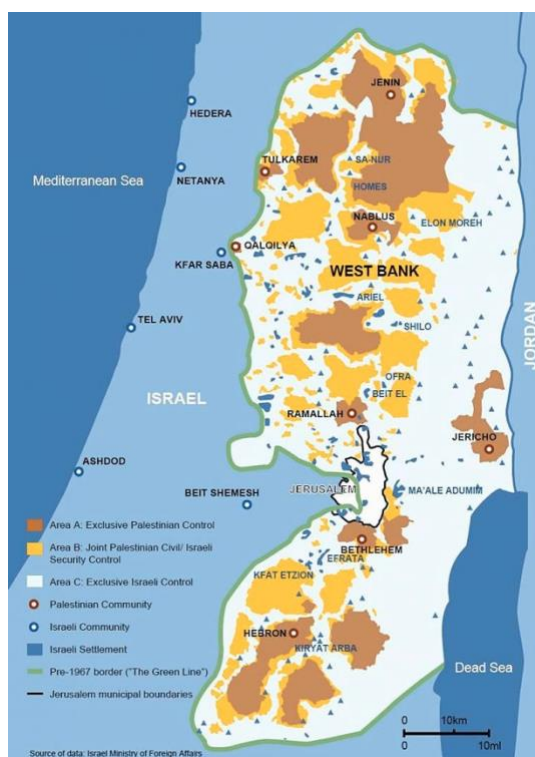 JENIN
HEDERA
TULKAREM
SA-NUR
Mediterranean Sea
NETANYA
HOMES
NABLUS
ELON MOREH
QALQILYA
KFAR SABA
WEST BANK
ARIEL
TEL AVIV
SHILO
JORDAN
OFRA
ISRAEL
BEIT EL
RAMALLAH
JERICHO
ASHDOD
JERUSALEM
MA'ALE ADUMIM
BEIT SHEMESH
BETHLEHEM
EFRATA
KFAT ETZION
HEBRON
KIRYAT ARBA
Dead Sea
Area A: Exclusive Palestinian Control
Area B: Joint Palestinian Civil/ Israeli
Security Control
Area C: Exclusive Israeli Control
Palestinian Community
Israeli Community
Israeli Settlement
Pre-1967 border ("The Green Line")
Jerusalem municipal boundaries
0 10km
0 10ml
Source of data: Israel Ministry of Foreign Affairs